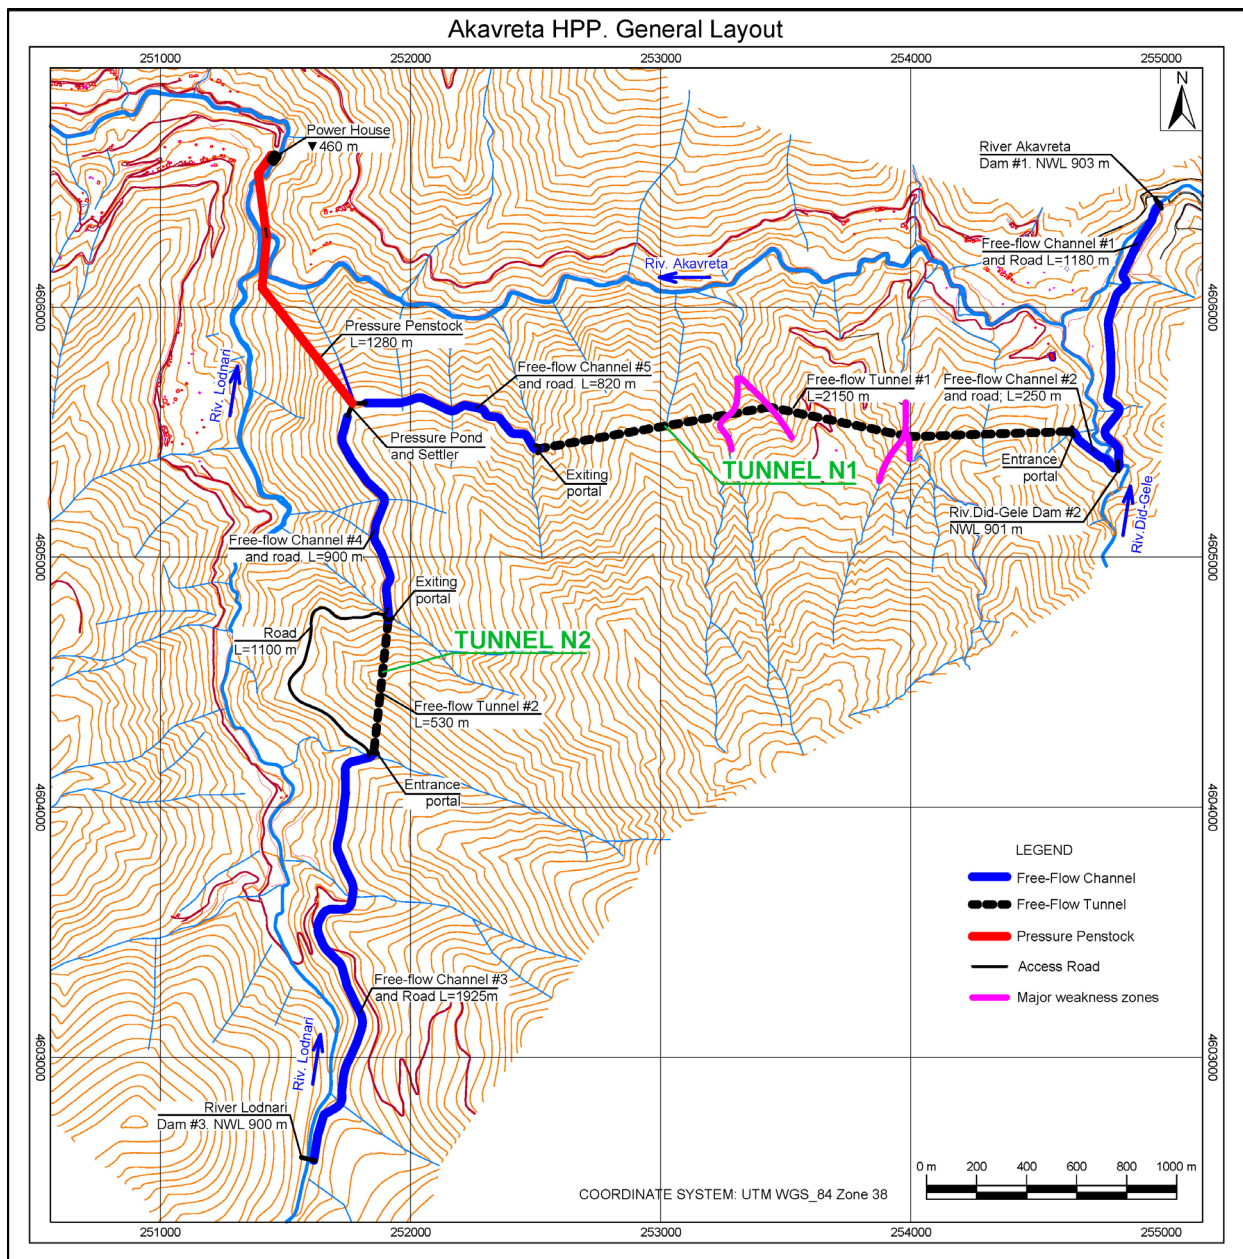 Akavreta HPP. General Layout
251000
252000
253000
254000
255000
N
Power House
▼460 m
River Akavreta
Dam #1. NWL 903 m
Free-flow Channel #1
and Road L=1180 m
Riv. Akavreta
4606000
4606000
Pressure Penstock
L=1280 m
Riv. Lodnari
Free-flow Channel #5
and road. L=820 m
Free-flow Tunnel #1
L=2150 m
Free-flow Channel #2
and road; L=250 m
Pressure Pond
and Settler
Exiting
portal
TUNNEL N1
Entrance
portal
Riv.Did-Gele Dam #2
NWL 901 m
Riv.Did-Gele
Free-flow Channel #4
and road. L=900 m
4605000
4605000
Exiting
portal
Road
L=1100 m
TUNNEL N2
Free-flow Tunnel #2
L=530 m
Entrance
portal
4604000
4604000
LEGEND
Free-Flow Channel
Free-Flow Tunnel
Pressure Penstock
Access Road
Major weakness zones
Free-flow Channel #3
and Road L=1925m
Riv. Lodnari
4603000
4603000
River Lodnari
Dam #3. NWL 900 m
0 m
200
400
600
800
1000 m
COORDINATE SYSTEM: UTM WGS_84 Zone 38
251000
252000
253000
254000
255000